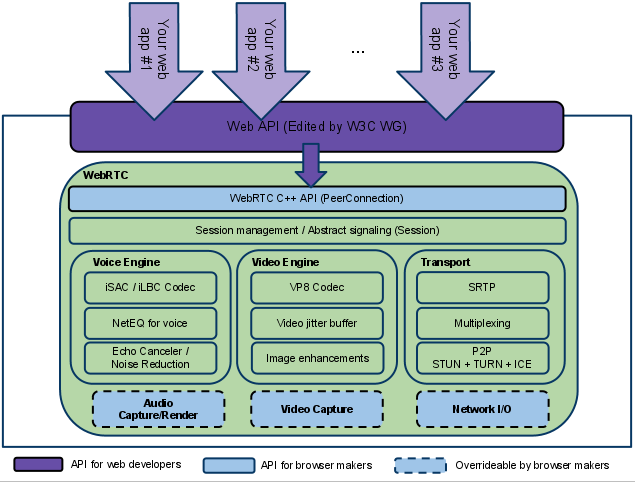 Your web
app #1
Your web
app #2
...
Your web
app #3
Web API (Edited by W3C WG)
WebRTC
WebRTC C++ API (PeerConnection)
Session management / Abstract signaling (Session)
Voice Engine
iSAC / iLBC Codec
NetEQ for voice
Echo Canceler /
Noise Reduction
Video Engine
VP8 Codec
Video jitter buffer
Image enhancements
Transport
SRTP
Multiplexing
P2P
STUN + TURN + ICE
Audio
Capture/Render
Video Capture
Network I/O
API for web developers
API for browser makers
Overrideable by browser makers